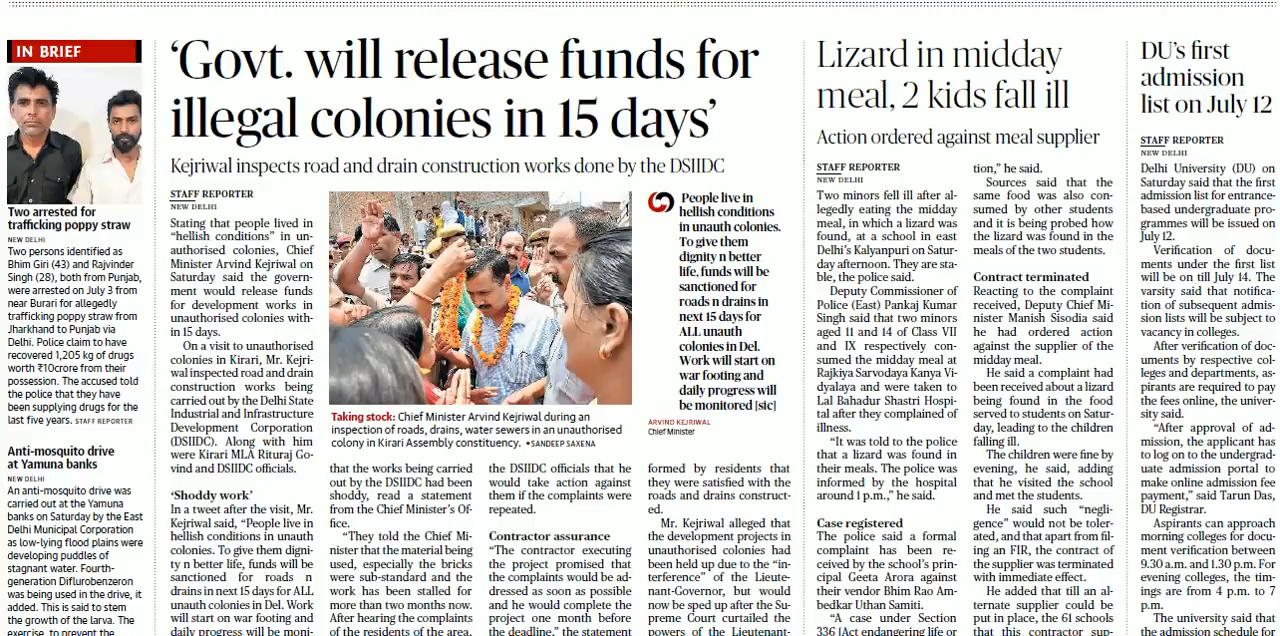 IN BRIEF
Two arrested for
trafficking poppy straw
NEW DELHI
Two persons identified as
Bhim Giri (43) and Rajvinder
Singh (28), both from Punjab,
were arrested on July 3 from
near Burari for allegedly
trafficking poppy straw from
Jharkhand to Punjab via
Delhi. Police claim to have
recovered 1,205 kg of drugs
worth ₹10crore from their
possession. The accused told
the police that they have
been supplying drugs for the
last five years. STAFF REPORTER
Anti-mosquito drive
at Yamuna banks
NEW DELHI
An anti-mosquito drive was
carried out at the Yamuna
banks on Saturday by the East
Delhi Municipal Corporation
as low-lying flood plains were
developing puddles of
stagnant water. Fourth-
generation Diflurobenzeron
was being used in the drive, it
added. This is said to stem
the growth of the larva. The
exercise, to prevent the
‘Govt. will release funds for
illegal colonies in 15 days’
Kejriwal inspects road and drain construction works done by the DSIIDC
STAFF REPORTER
NEW DELHI
Stating that people lived in
“hellish conditions” in un-
authorised colonies, Chief
Minister Arvind Kejriwal on
Saturday said the govern-
ment would release funds
for development works in
unauthorised colonies with-
in 15 days.
On a visit to unauthorised
colonies in Kirari, Mr. Kejri-
wal inspected road and drain
construction works being
carried out by the Delhi State
Industrial and Infrastructure
Development Corporation
(DSIIDC). Along with him
were Kirari MLA Rituraj Go-
vind and DSIIDC officials.
‘Shoddy work’
In a tweet after the visit, Mr.
Kejriwal said, “People live in
hellish conditions in unauth
colonies. To give them digni-
ty n better life, funds will be
sanctioned for roads n
drains in next 15 days for ALL
unauth colonies in Del. Work
will start on war footing and
daily progress will be moni-
Taking stock: Chief Minister Arvind Kejriwal during an
inspection of roads, drains, water sewers in an unauthorised
colony in Kirari Assembly constituency. •SANDEEP SAXENA
that the works being carried
out by the DSIIDC had been
shoddy, read a statement
from the Chief Minister’s Of-
fice.
“They told the Chief Mi-
nister that the material being
used, especially the bricks
were sub-standard and the
work has been stalled for
more than two months now.
After hearing the complaints
of the residents of the area,
the DSIIDC officials that he
would take action against
them if the complaints were
repeated.
Contractor assurance
“The contractor executing
the project promised that
the complaints would be ad-
dressed as soon as possible
and he would complete the
project one month before
the deadline,” the statement
People live in
hellish conditions
in unauth colonies.
To give them
dignity n better
life, funds will be
sanctioned for
roads n drains in
next 15 days for
ALL unauth
colonies in Del.
Work will start on
war footing and
daily progress will
be monitored [sic]
ARVIND KEJRIWAL
Chief Minister
formed by residents that
they were satisfied with the
roads and drains construct-
ed.
Mr. Kejriwal alleged that
the development projects in
unauthorised colonies had
been held up due to the “in-
terference” of the Lieute-
nant-Governor, but would
now be sped up after the Su-
preme Court curtailed the
powers of the Lieutenant-
Lizard in midday
meal, 2 kids fall ill
Action ordered against meal supplier
STAFF REPORTER
NEW DELHI
Two minors fell ill after al-
legedly eating the midday
meal, in which a lizard was
found, at a school in east
Delhi’s Kalyanpuri on Satur-
day afternoon. They are sta-
ble, the police said.
Deputy Commissioner of
Police (East) Pankaj Kumar
Singh said that two minors
aged 11 and 14 of Class VII
and IX respectively con-
sumed the midday meal at
Rajkiya Sarvodaya Kanya Vi-
dyalaya and were taken to
Lal Bahadur Shastri Hospi-
tal after they complained of
illness.
“It was told to the police
that a lizard was found in
their meals. The police was
informed by the hospital
around 1 p.m.,” he said.
Case registered
The police said a formal
complaint has been re-
ceived by the school’s prin-
cipal Geeta Arora against
their vendor Bhim Rao Am-
bedkar Uthan Samiti.
“A case under Section
336 [Act endangering life or
tion,” he said.
Sources said that the
same food was also con-
sumed by other students
and it is being probed how
the lizard was found in the
meals of the two students.
Contract terminated
Reacting to the complaint
received, Deputy Chief Mi-
nister Manish Sisodia said
he had ordered action
against the supplier of the
midday meal.
He said a complaint had
been received about a lizard
being found in the food
served to students on Satur-
day, leading to the children
falling ill.
The children were fine by
evening, he said, adding
that he visited the school
and met the students.
He said such “negli-
gence” would not be toler-
ated, and that apart from fil-
ing an FIR, the contract of
the supplier was terminated
with immediate effect.
He added that till an al-
ternate supplier could be
put in place, the 61 schools
that this contractor sup-
DU’s first
admission
list on July 12
STAFF REPORTER
NEW DELHI
Delhi University (DU) on
Saturday said that the first
admission list for entrance-
based undergraduate pro-
grammes will be issued on
July 12.
Verification of docu-
ments under the first list
will be on till July 14. The
varsity said that notifica-
tion of subsequent admis-
sion lists will be subject to
vacancy in colleges.
After verification of doc-
uments by respective col-
leges and departments, as-
pirants are required to pay
the fees online, the univer-
sity said.
“After approval of ad-
mission, the applicant has
to log on to the undergrad-
uate admission portal to
make online admission fee
payment,” said Tarun Das,
DU Registrar.
Aspirants can approach
morning colleges for docu-
ment verification between
9.30 a.m. and 1.30 p.m. For
evening colleges, the tim-
ings are from 4 p.m. to 7
p.m.
The university said that
the admission schedule for